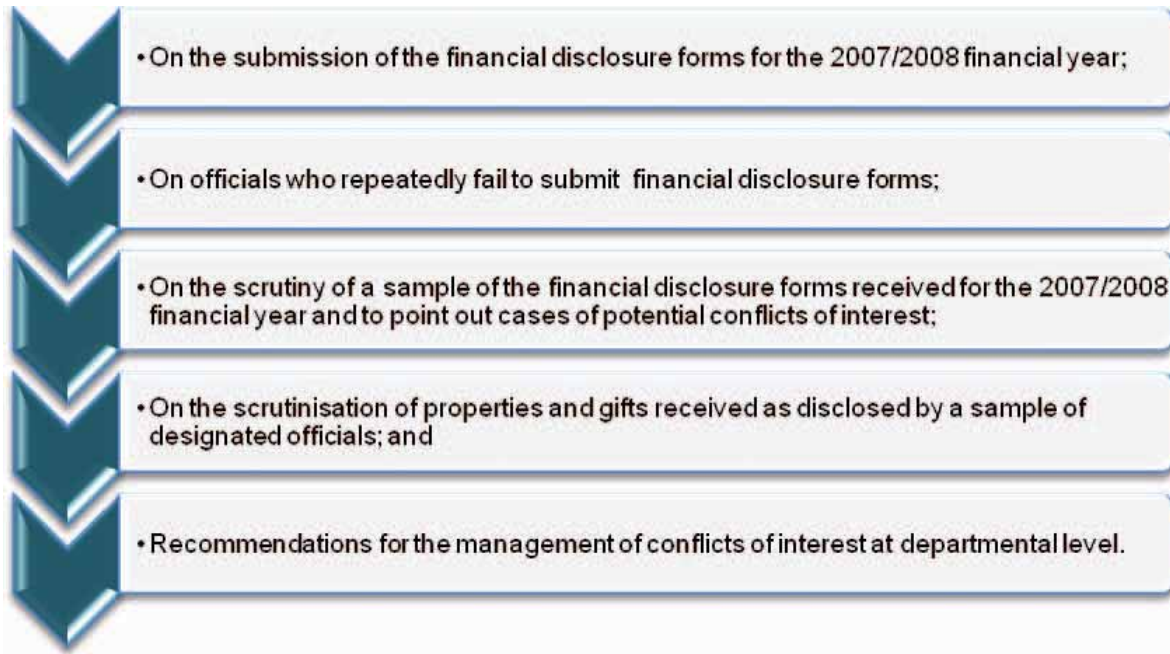 • On the submission of the financial disclosure forms for the 2007/2008 financial year;
• On officials who repeatedly fail to submit financial disclosure forms;
• On the scrutiny of a sample of the financial disclosure forms received for the 2007/2008
financial year and to point out cases of potential conflicts of interest;
• On the scrutinisation of properties and gifts received as disclosed by a sample of
designated officials; and
• Recommendations for the management of conflicts of interest at departmental level.